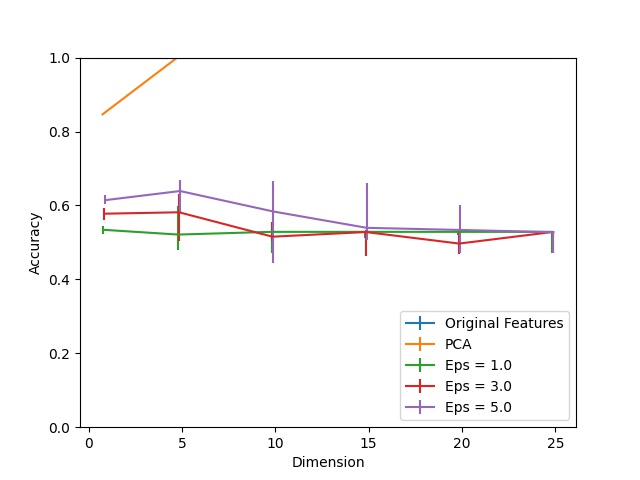 1.0
0.8
0.6
0.4
0.2
0.0
Accuracy
0 5 10 15 20 25
Dimension
Original Features
PCA
Eps = 1.0
Eps = 3.0
Eps = 5.0